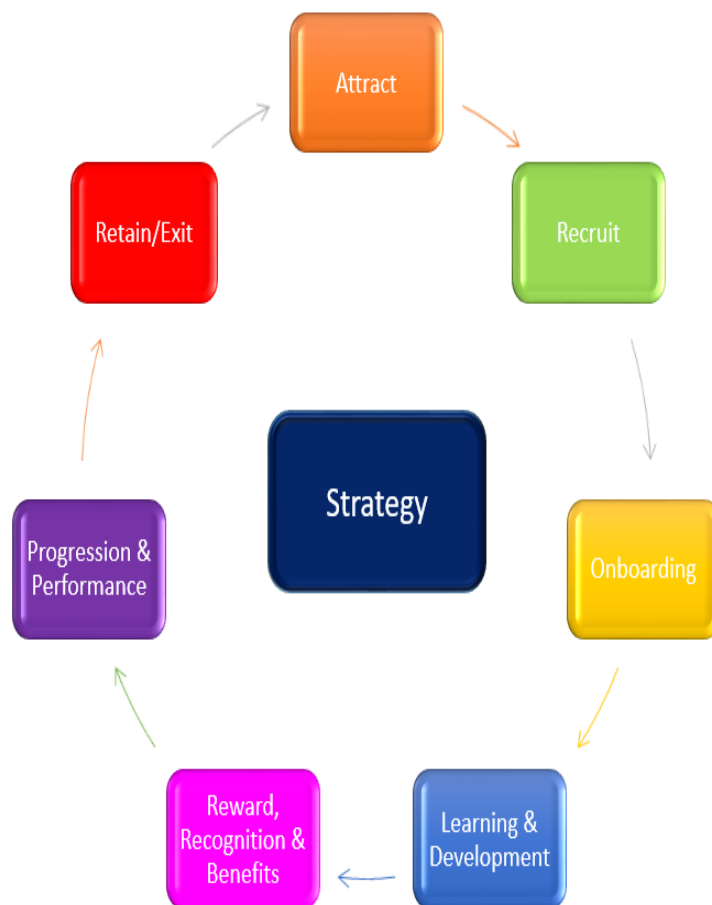 Attract
Recruit
Onboarding
Learning &
Development
Reward,
Recognition &
Benefits
Progression &
Performance
Retain/Exit
Strategy